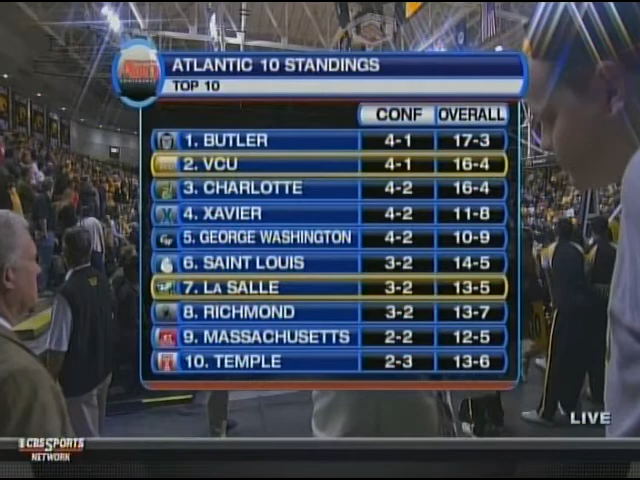 ATLANTIC 10 STANDINGS
TOP 10
CONF OVERALL
1. BUTLER 4-1 17-3
2. VCU 4-1 16-4
3. CHARLOTTE 4-2 16-4
4. XAVIER 4-2 11-8
5. GEORGE WASHINGTON 4-2 10-9
6. SAINT LOUIS 3-2 14-5
7. LA SALLE 3-2 13-5
8. RICHMOND 3-2 13-7
9. MASSACHUSETTS 2-2 12-5
10. TEMPLE 2-3 13-6
LIVE
CBS SPORTS
NETWORK